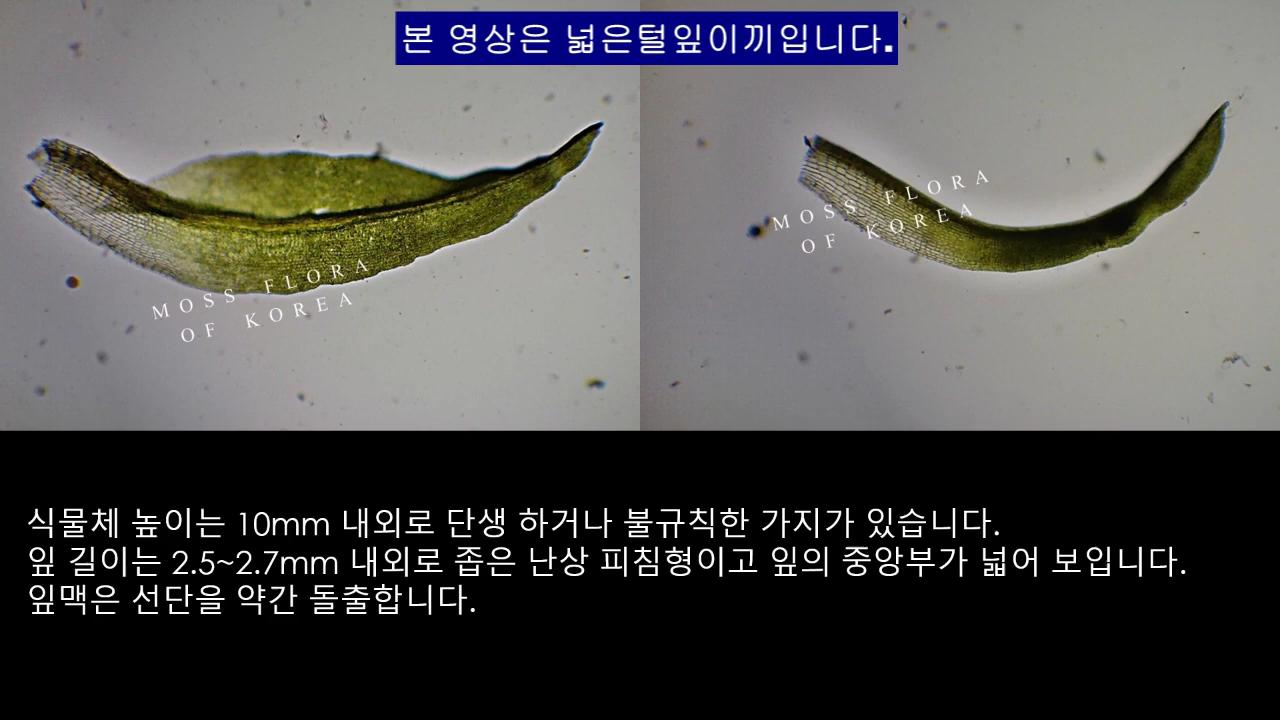 본 영상은 넓은털잎이끼입니다.
MOSS FLORA
OF KOREA
MOSS FLORA
OF KOREA
식물체 높이는 10mm 내외로 단생 하거나 불규칙한 가지가 있습니다.
잎 길이는 2.5~2.7mm 내외로 좁은 난상 피침형이고 잎의 중앙부가 넓어 보입니다.
잎맥은 선단을 약간 돌출합니다.